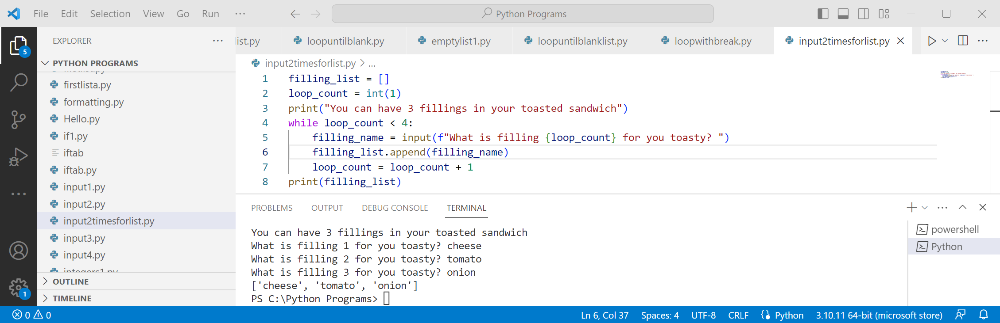 File Edit Selection View Go Run ...
Python Programs
EXPLORER ...
PYTHON PROGRAMS
firstlista.py
formatting.py
Hello.py
if1.py
iftab
iftab.py
input1.py
input2.py
input2timesforlist.py
input3.py
input4.py
integers1.py
OUTLINE
TIMELINE
5
1
list.py loopuntilblank.py emptylist1.py loopuntilblanklist.py loopwithbreak.py input2timesforlist.py
input2timesforlist.py > ...
1 filling_list = []
2 loop_count = int(1)
3 print("You can have 3 fillings in your toasted sandwich")
4 while loop_count < 4:
5     filling_name = input(f"What is filling {loop_count} for you toasty? ")
6     filling_list.append(filling_name)
7     loop_count = loop_count + 1
8 print(filling_list)
PROBLEMS OUTPUT DEBUG CONSOLE TERMINAL
You can have 3 fillings in your toasted sandwich
What is filling 1 for you toasty? cheese
What is filling 2 for you toasty? tomato
What is filling 3 for you toasty? onion
['cheese', 'tomato', 'onion']
PS C:\Python Programs>
powershell
Python
0 0 Ln 6, Col 37 Spaces: 4 UTF-8 CRLF Python 3.10.11 64-bit (microsoft store)